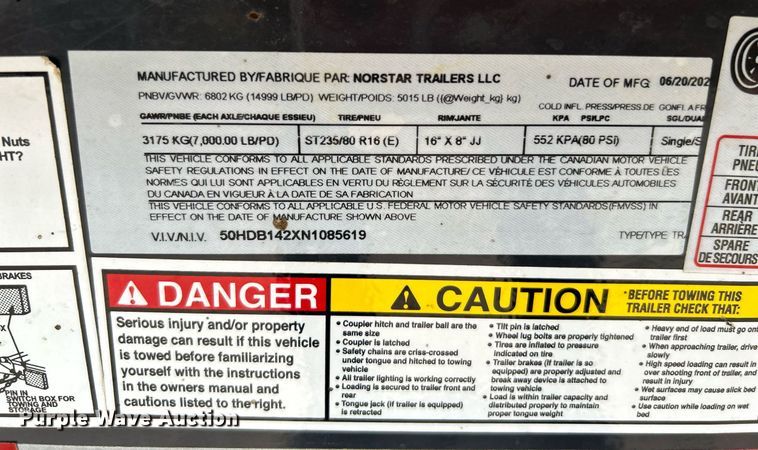 Nuts
HT?
MANUFACTURED BY/FABRIQUE PAR: NORSTAR TRAILERS LLC
DATE OF MFG 06/20/202
PNBV/GVWR: 6802 KG (14999 LB/PD) WEIGHT/POIDS: 5015 LB ((@Weight_kg} kg)
COLD INFL. PRESS/PRESS.DE GONFL A FR
GAWR/PNBE (EACH AXLE/CHAQUE ESSIEU) TIRE/PNEU RIM/JANTE KPA PSI/LPC SGL/DUAL
3175 KG(7,000.00 LB/PD) ST235/80 R16 (E) 16" X 8" JJ 552 KPA(80 PSI) Single/S
THIS VEHICLE CONFORMS TO ALL APPLICABLE STANDARDS PRESCRIBED UNDER THE CANADIAN MOTOR VEHICLE
SAFETY REGULATIONS IN EFFECT ON THE DATE OF MANUFACTURE/ CE VÉHICULE EST CONFORME À TOUTES LES
NORMES QUI LUI SONT APPLICABLES EN VERTU DU RÈGLEMENT SUR LA SÉCURITÉ DES VÉHICULES AUTOMOBILES
DU CANADA EN VIGUEUR À LA DATE DE SA FABRICATION
THIS VEHICLE CONFORMS TO ALL APPLICABLE U.S. FEDERAL MOTOR VEHICLE SAFETY STANDARDS(FMVSS) IN
EFFECT ON THE DATE OF MANUFACTURE SHOWN ABOVE
V.I.V/N.I.V. 50HDB142XN1085619 TYPE/TYPE TRA
TIRE
PNEU
FRONT
AVANT
REAR
ARRIÈRE
SPARE
DE SECOURS
BRAKES
PIN IN
SWITCH BOX FOR
TOWING AND
STORAGE
DANGER
Serious injury and/or property
damage can result if this vehicle
is towed before familiarizing
yourself with the instructions
in the owners manual and
cautions listed to the right.
CAUTION
BEFORE TOWING THIS
TRAILER CHECK THAT:
• Coupler hitch and trailer ball are the
same size
• Coupler is latched
• Safety chains are criss-crossed
under tongue and hitched to towing
vehicle
• All trailer lighting is working correctly
• Loading is secured to trailer front and
rear
• Tongue jack (if trailer is equipped)
is retracted
• Tilt pin is latched
• Wheel lug bolts are properly tightened
• Tires are inflated to pressure
indicated on tire
• Trailer brakes (if trailer is so
equipped) are properly adjusted and
break away device is attached to
towing vehicle
• Load is within trailer capacity and
distributed properly to maintain
proper tongue weight
• Heavy end of load must go onto
trailer first
• When approaching trailer, drive
slowly
• High speed loading can result in
over shooting front of trailer, and
result in injury
• Wet surfaces may cause slick bed
surface
• Use caution while loading on wet
bed
Purple Wave Auction